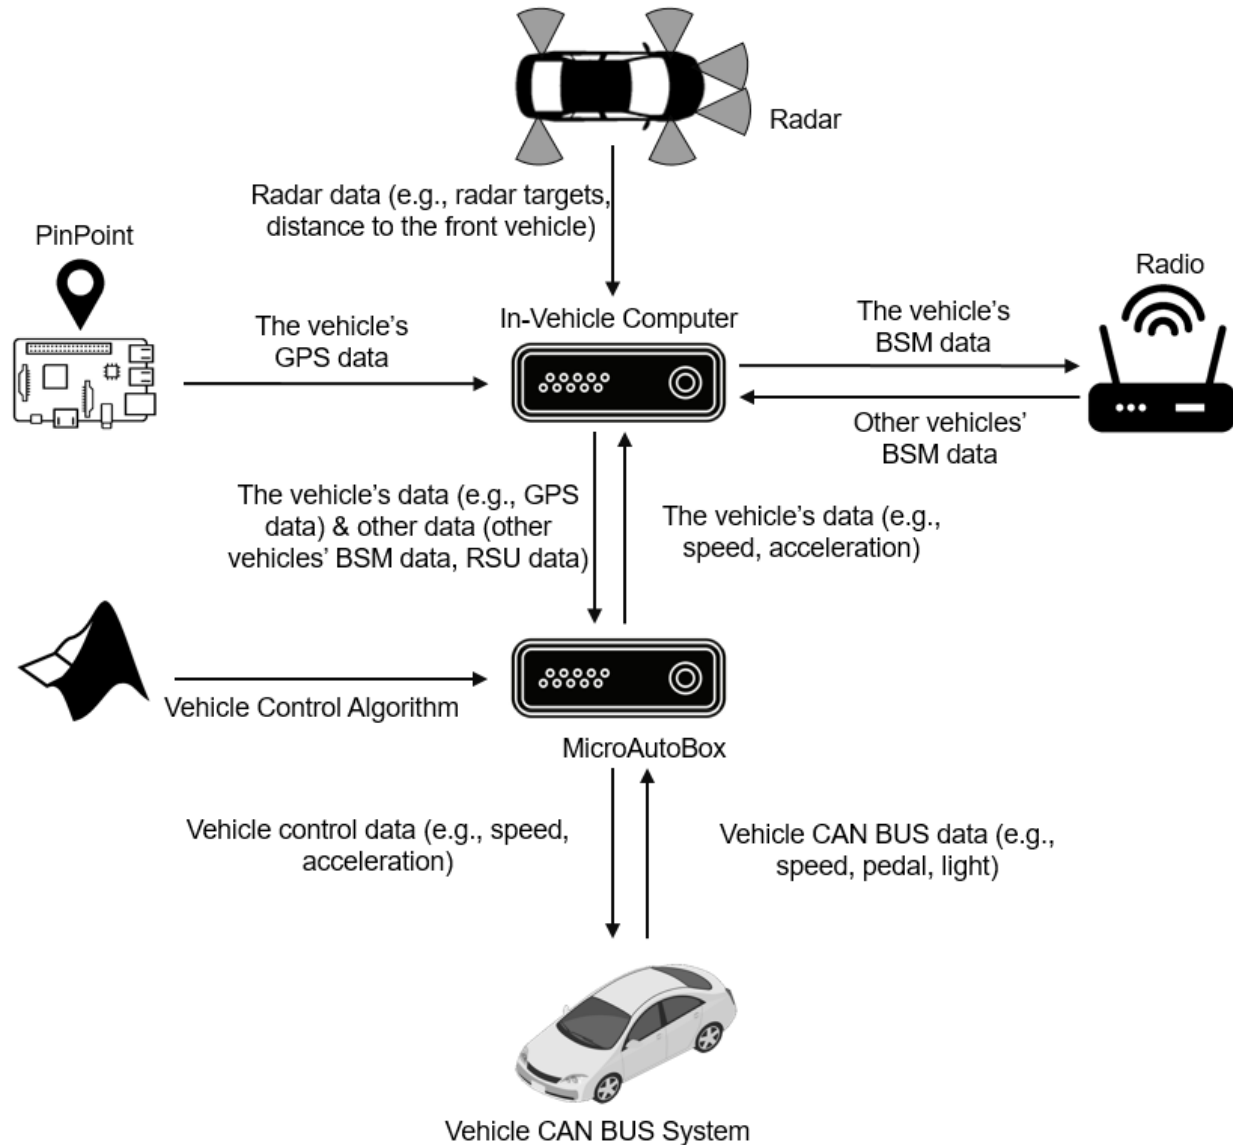 Radar
Radar data (e.g., radar targets,
distance to the front vehicle)
PinPoint
Radio
The vehicle's
GPS data
In-Vehicle Computer
The vehicle's
BSM data
Other vehicles'
BSM data
The vehicle's data (e.g., GPS
data) & other data (other
vehicles' BSM data, RSU data)
The vehicle's data (e.g.,
speed, acceleration)
Vehicle Control Algorithm
MicroAutoBox
Vehicle control data (e.g., speed,
acceleration)
Vehicle CAN BUS data (e.g.,
speed, pedal, light)
Vehicle CAN BUS System